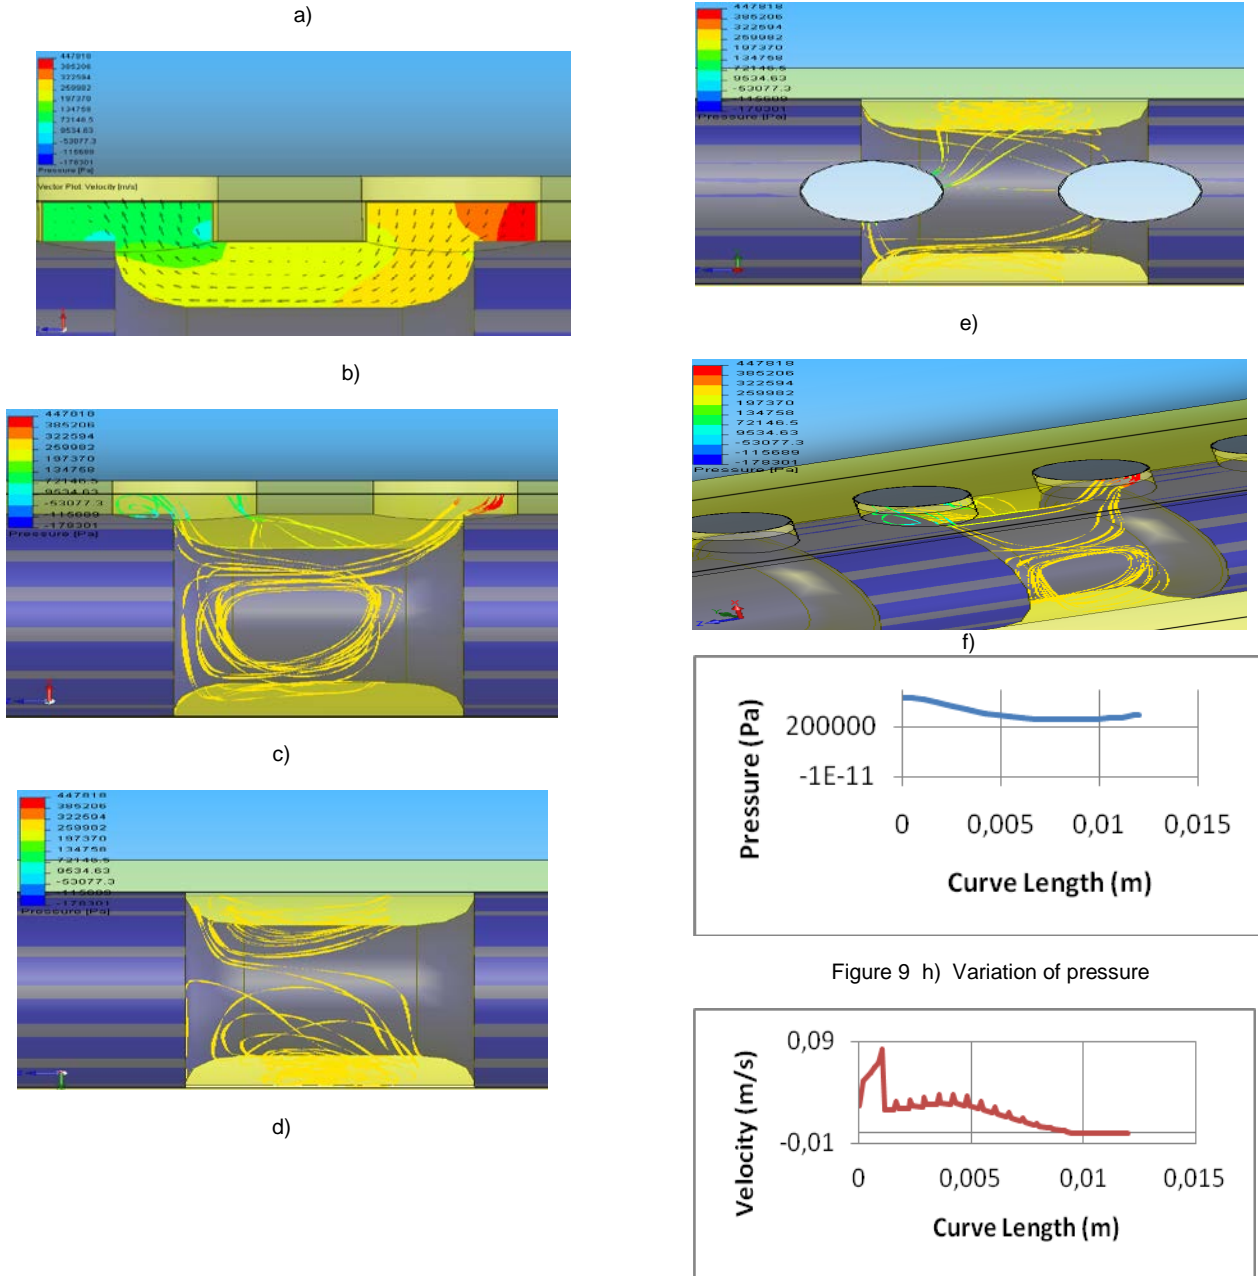 a)
447818
385206
322594
259982
197370
134758
72146.5
9534.63
-53077.3
-115689
-178301
Pressure [Pa]
Vector Plot: Velocity [m/s]
b)
447818
385206
322594
259982
197370
134758
72146.5
9534.63
-53077.3
-115689
-178301
Pressure [Pa]
c)
447818
385206
322594
259982
197370
134758
72146.5
9534.63
-53077.3
-115689
-178301
Pressure [Pa]
d)
447818
385206
322594
259982
197370
134758
72146.5
9534.63
-53077.3
-115689
-178301
Pressure [Pa]
e)
447818
385206
322594
259982
197370
134758
72146.5
9534.63
-53077.3
-115689
-178301
Pressure [Pa]
X
Z
f)
Pressure (Pa)
200000
-1E-11
0 0,005 0,01 0,015
Curve Length (m)
Figure 9 h) Variation of pressure
Velocity (m/s)
0,09
-0,01
0 0,005 0,01 0,015
Curve Length (m)